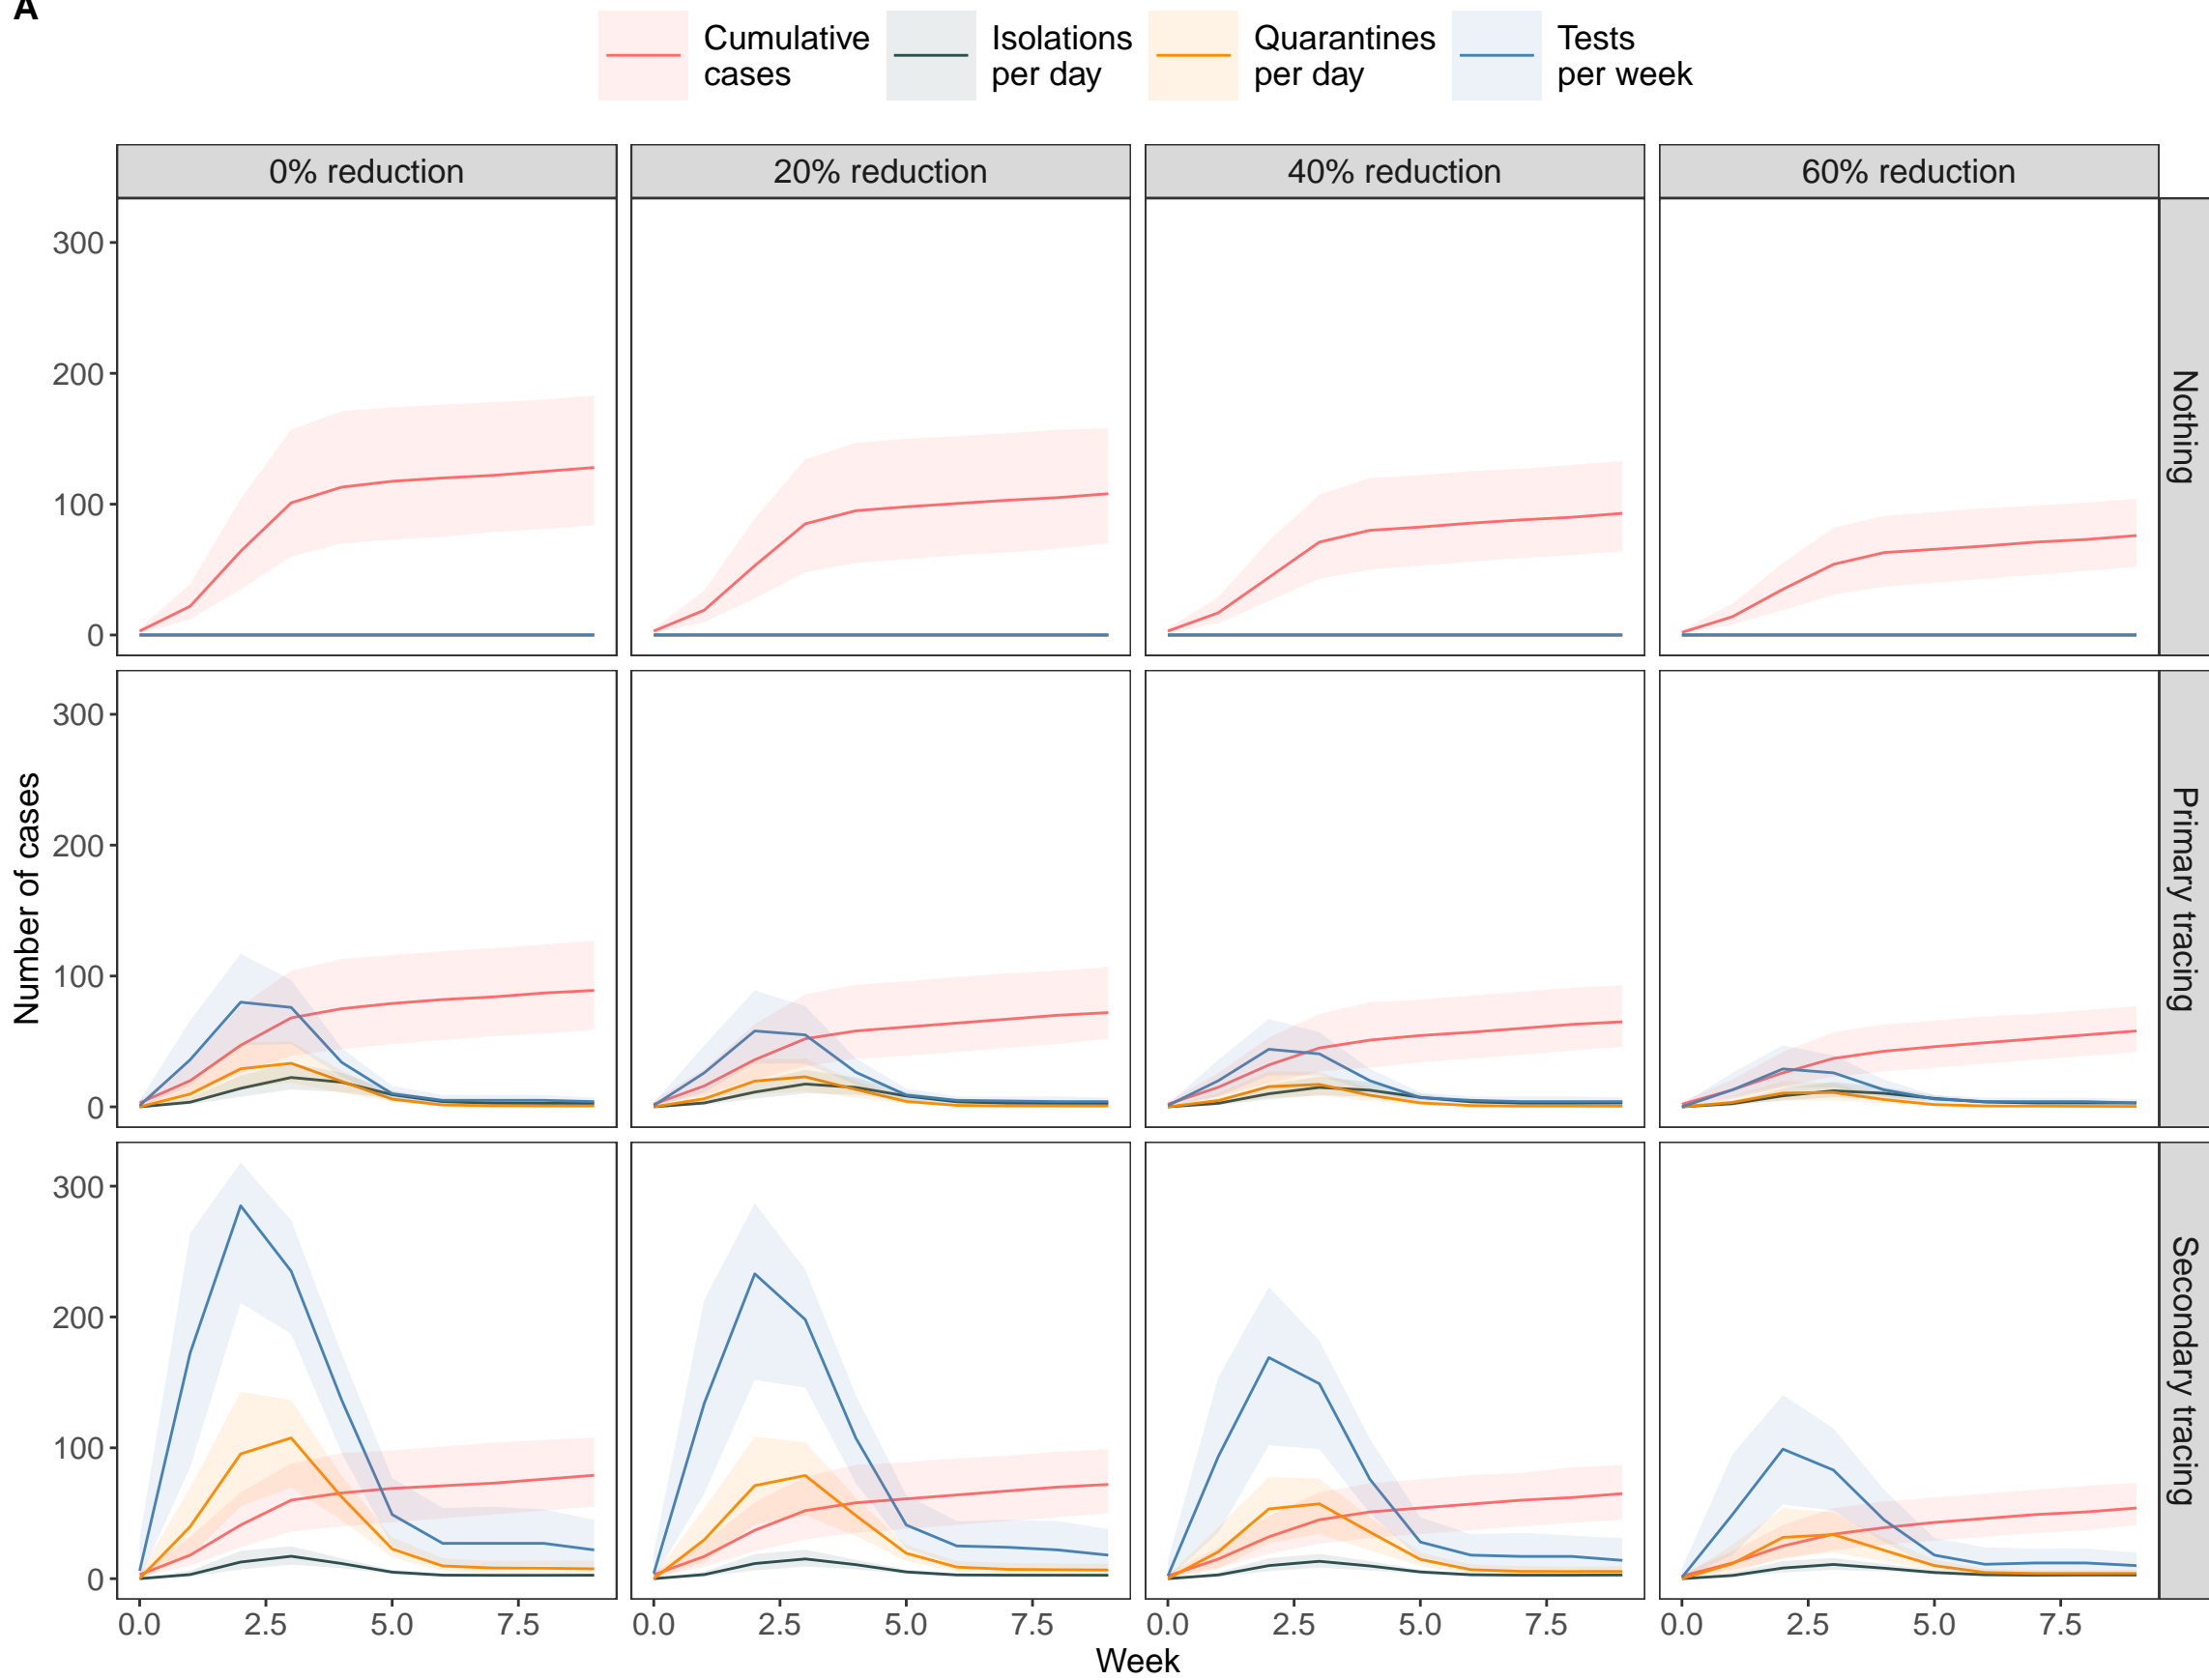 A
Cumulative cases
Isolations per day
Quarantines per day
Tests per week
0% reduction
20% reduction
40% reduction
60% reduction
300
200
100
0
Nothing
Number of cases
300
200
100
0
Primary tracing
300
200
100
0
Secondary tracing
0.0 2.5 5.0 7.5
0.0 2.5 5.0 7.5
0.0 2.5 5.0 7.5
0.0 2.5 5.0 7.5
Week